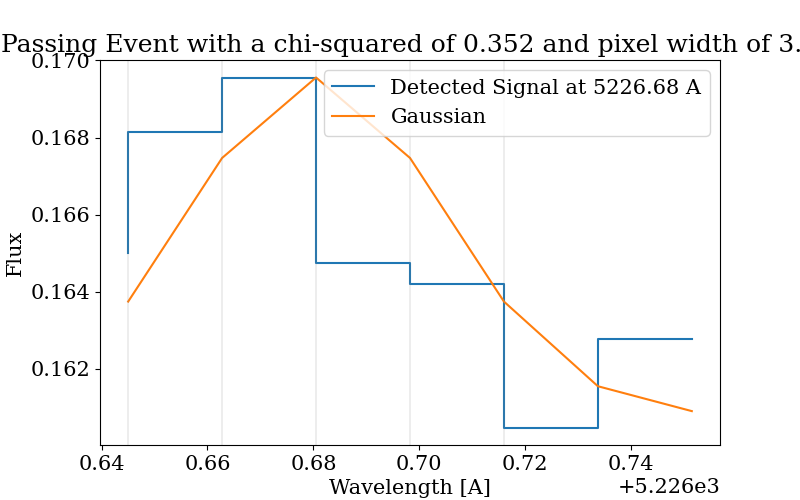 Passing Event with a chi-squared of 0.352 and pixel width of 3.
0.170
0.168
0.166
0.164
0.162
Flux
Detected Signal at 5226.68 A
Gaussian
0.64 0.66 0.68 0.70 0.72 0.74
+5.226e3
Wavelength [A]